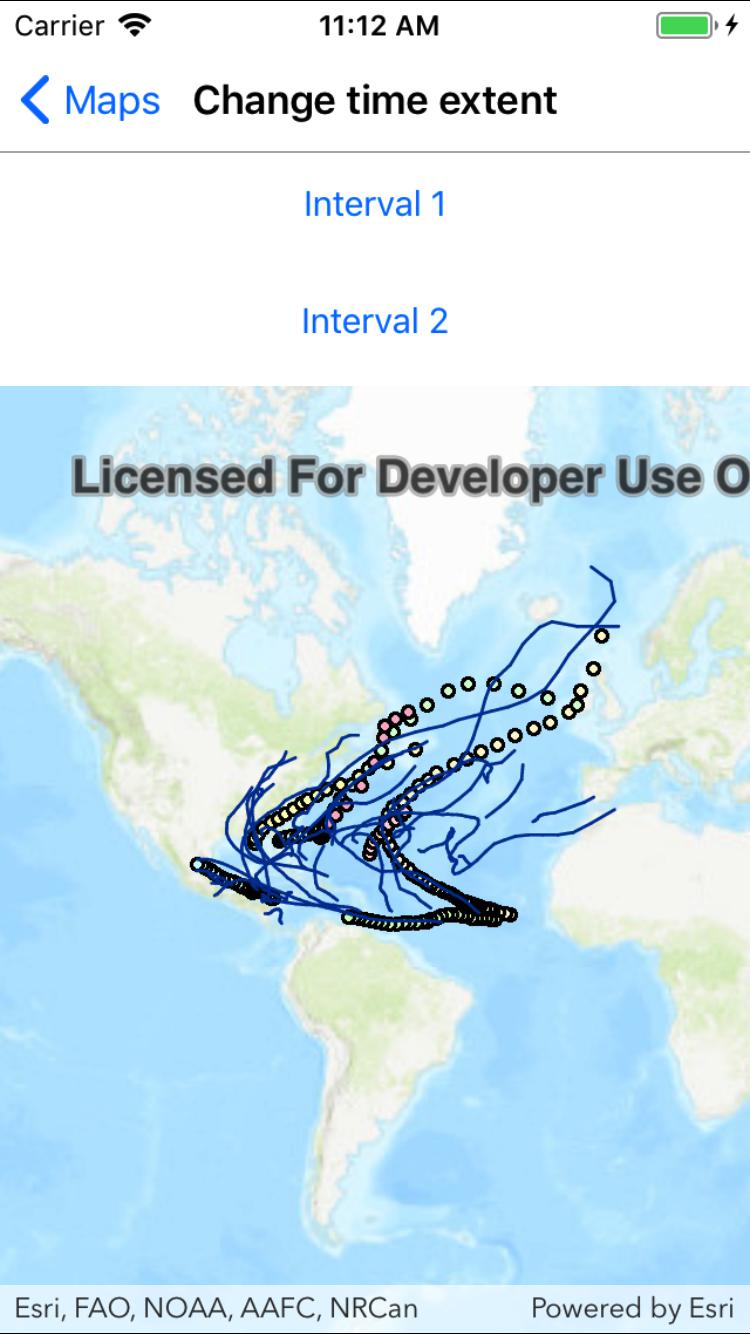 Carrier 11:12 AM
Maps Change time extent
Interval 1
Interval 2
Licensed For Developer Use O
Esri, FAO, NOAA, AAFC, NRCan Powered by Esri